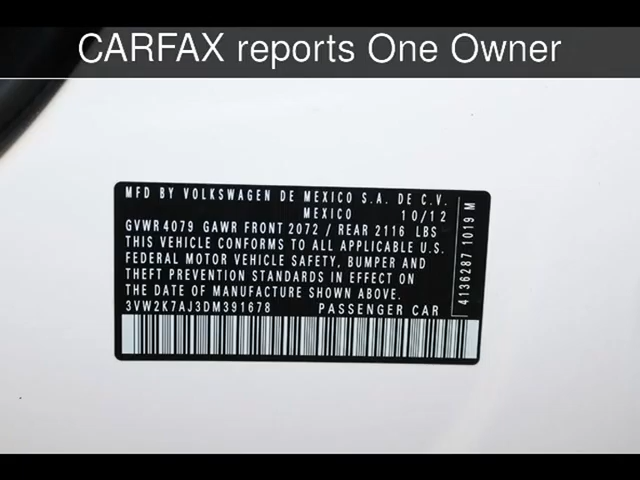 CARFAX reports One Owner
MFD BY VOLKSWAGEN DE MEXICO S.A. DE C.V.
MEXICO 10/12
GVWR 4079 GAWR FRONT 2072 / REAR 2116 LBS
THIS VEHICLE CONFORMS TO ALL APPLICABLE U.S.
FEDERAL MOTOR VEHICLE SAFETY, BUMPER AND
THEFT PREVENTION STANDARDS IN EFFECT ON
THE DATE OF MANUFACTURE SHOWN ABOVE.
3VW2K7AJ3DM391678 PASSENGER CAR
4136287 1019 M